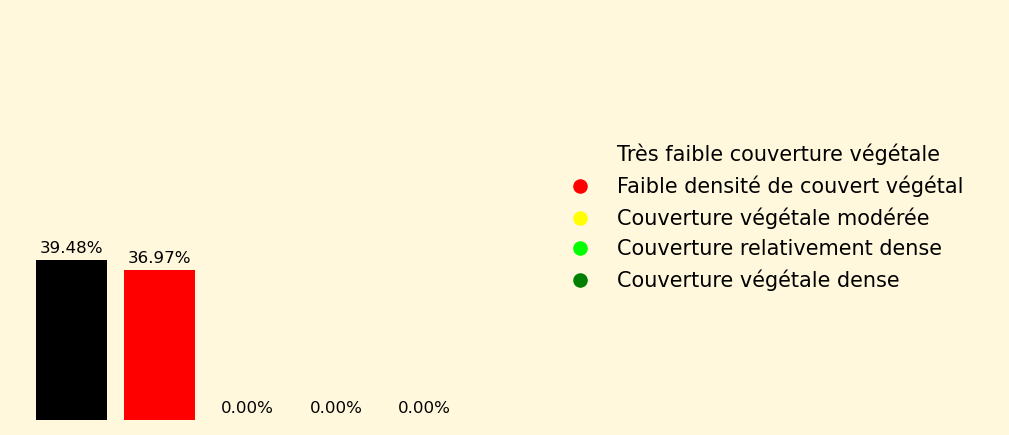 Très faible couverture végétale
Faible densité de couvert végétal
Couverture végétale modérée
Couverture relativement dense
Couverture végétale dense
39.48%
36.97%
0.00%
0.00%
0.00%